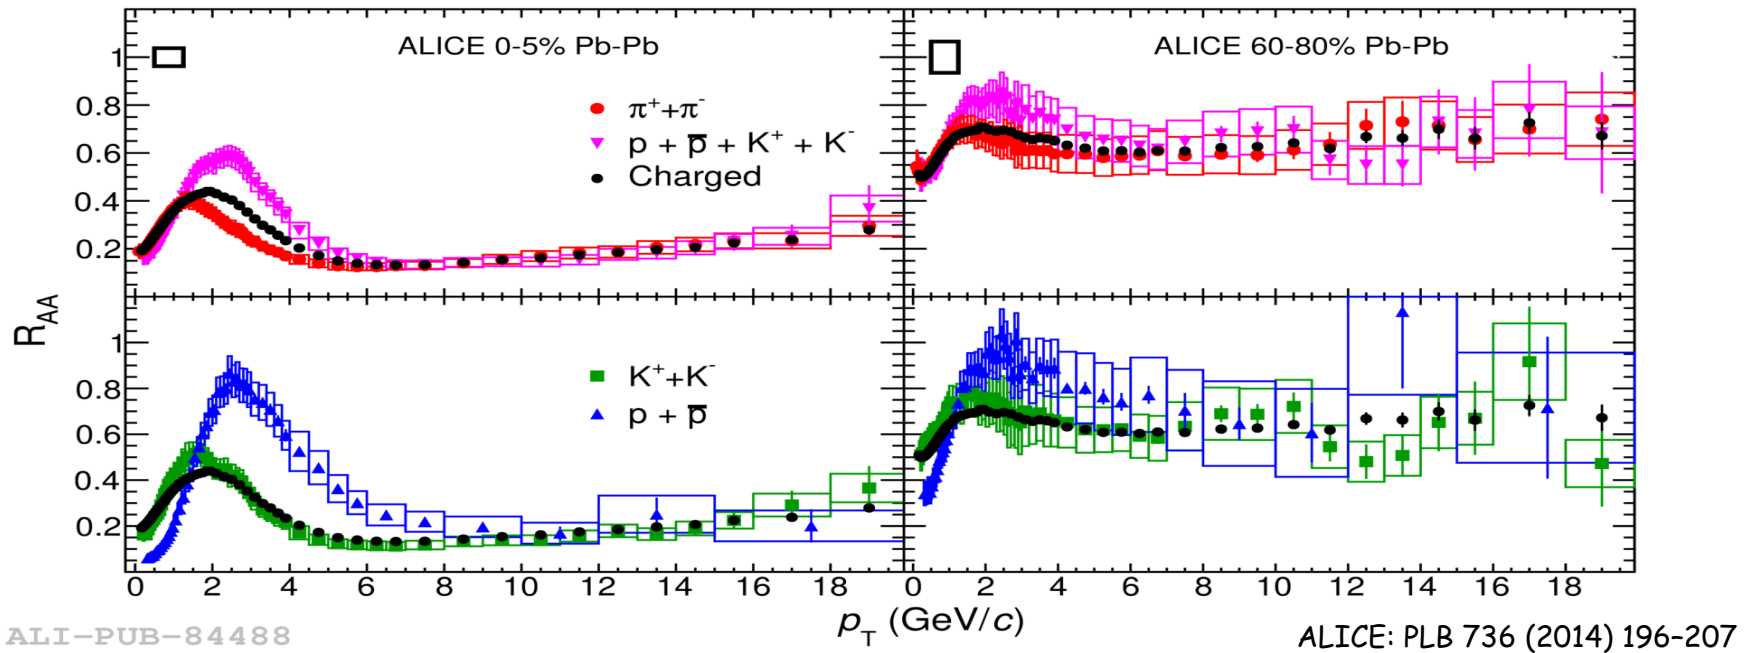 ALICE 0-5% Pb-Pb
ALICE 60-80% Pb-Pb
π⁺+π⁻
p + p̅ + K⁺ + K⁻
Charged
1
0.8
0.6
0.4
0.2
R_AA
K⁺+K⁻
p + p̅
1
0.8
0.6
0.4
0.2
0 2 4 6 8 10 12 14 16 18
0 2 4 6 8 10 12 14 16 18
p_T (GeV/c)
ALI-PUB-84488
ALICE: PLB 736 (2014) 196-207